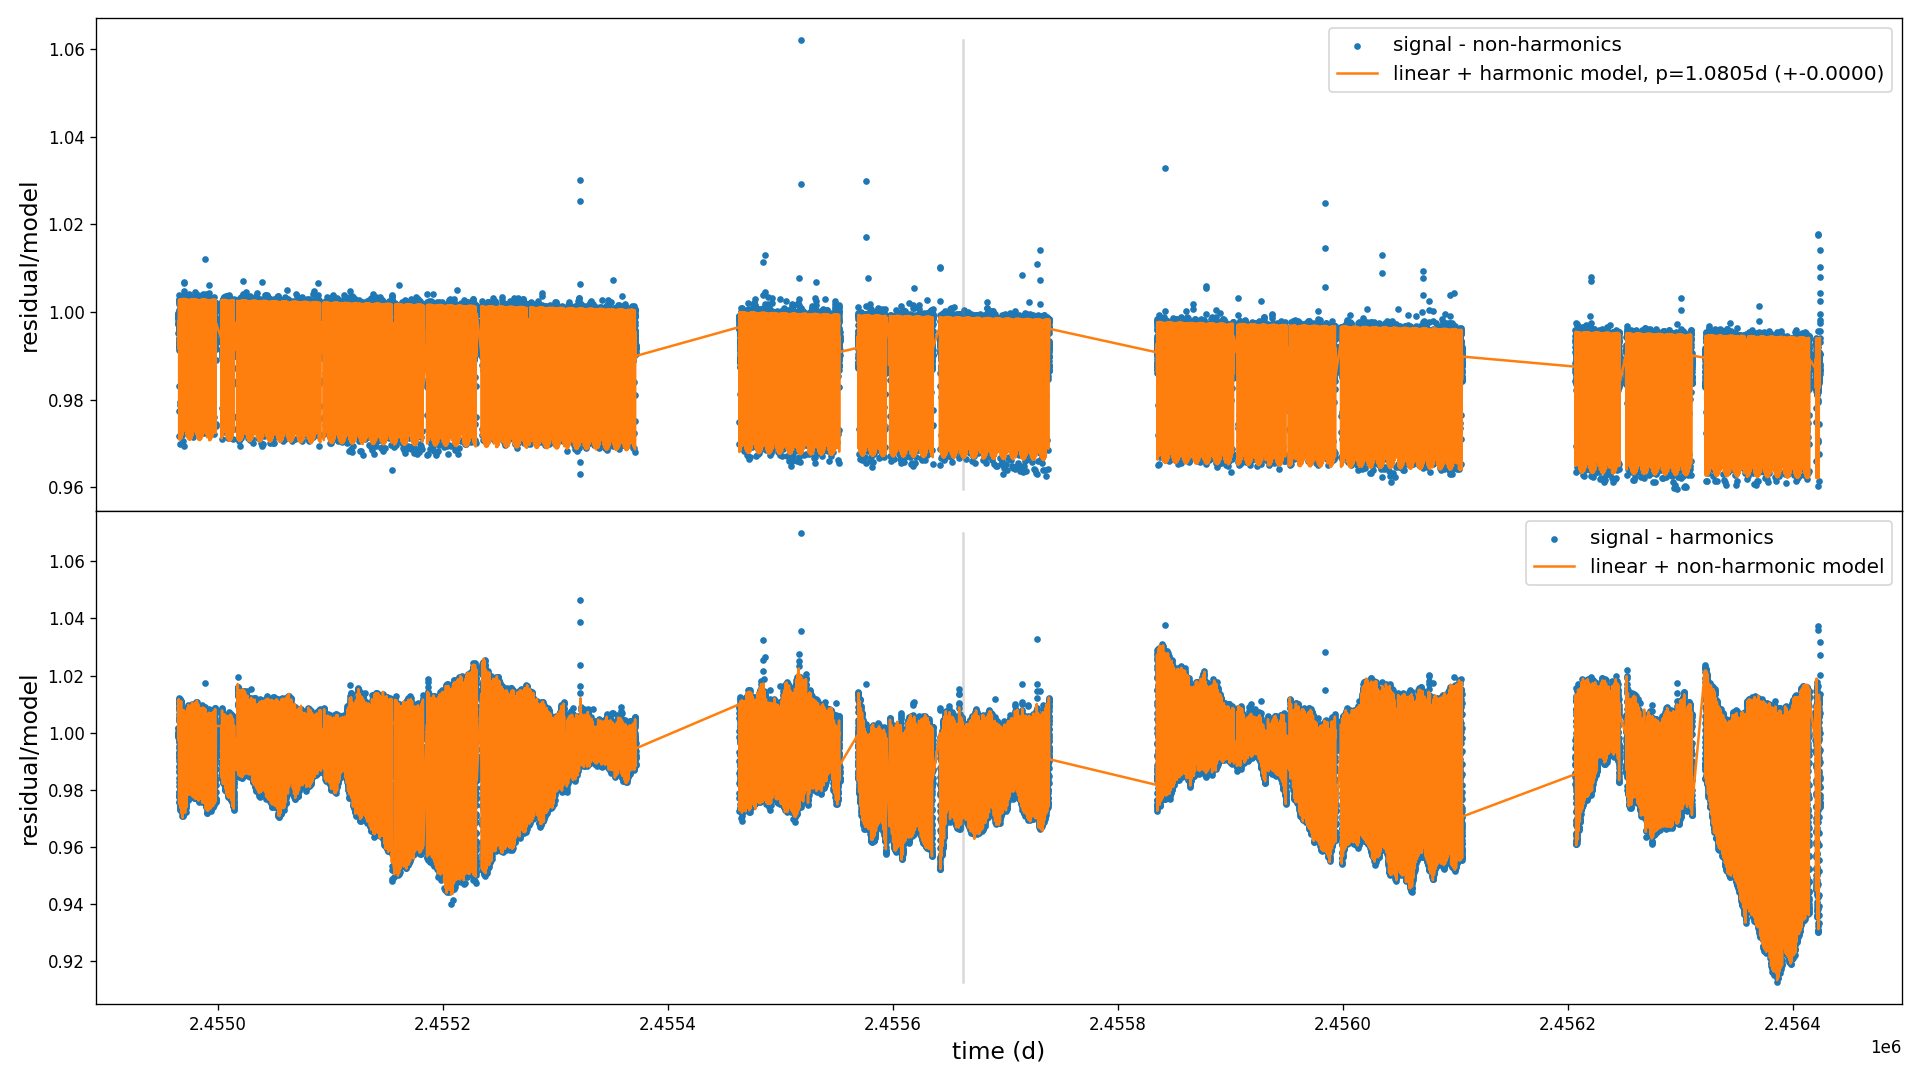 signal - non-harmonics
linear + harmonic model, p=1.0805d (+-0.0000)
1.06
1.04
1.02
1.00
0.98
0.96
residual/model
signal - harmonics
linear + non-harmonic model
1.06
1.04
1.02
1.00
0.98
0.96
0.94
0.92
residual/model
2.4550 2.4552 2.4554 2.4556 2.4558 2.4560 2.4562 2.4564
time (d)
1e6